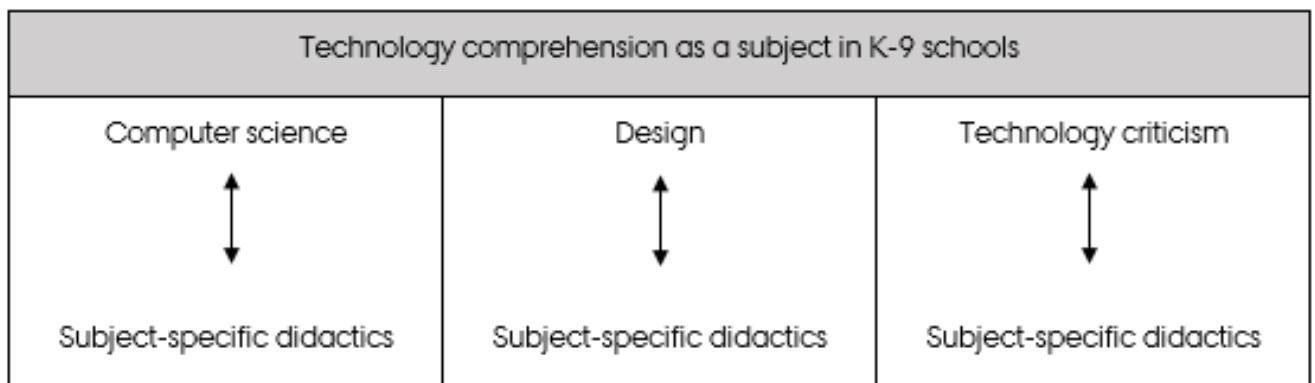 Technology comprehension as a subject in K-9 schools
Computer science
Design
Technology criticism
Subject-specific didactics
Subject-specific didactics
Subject-specific didactics